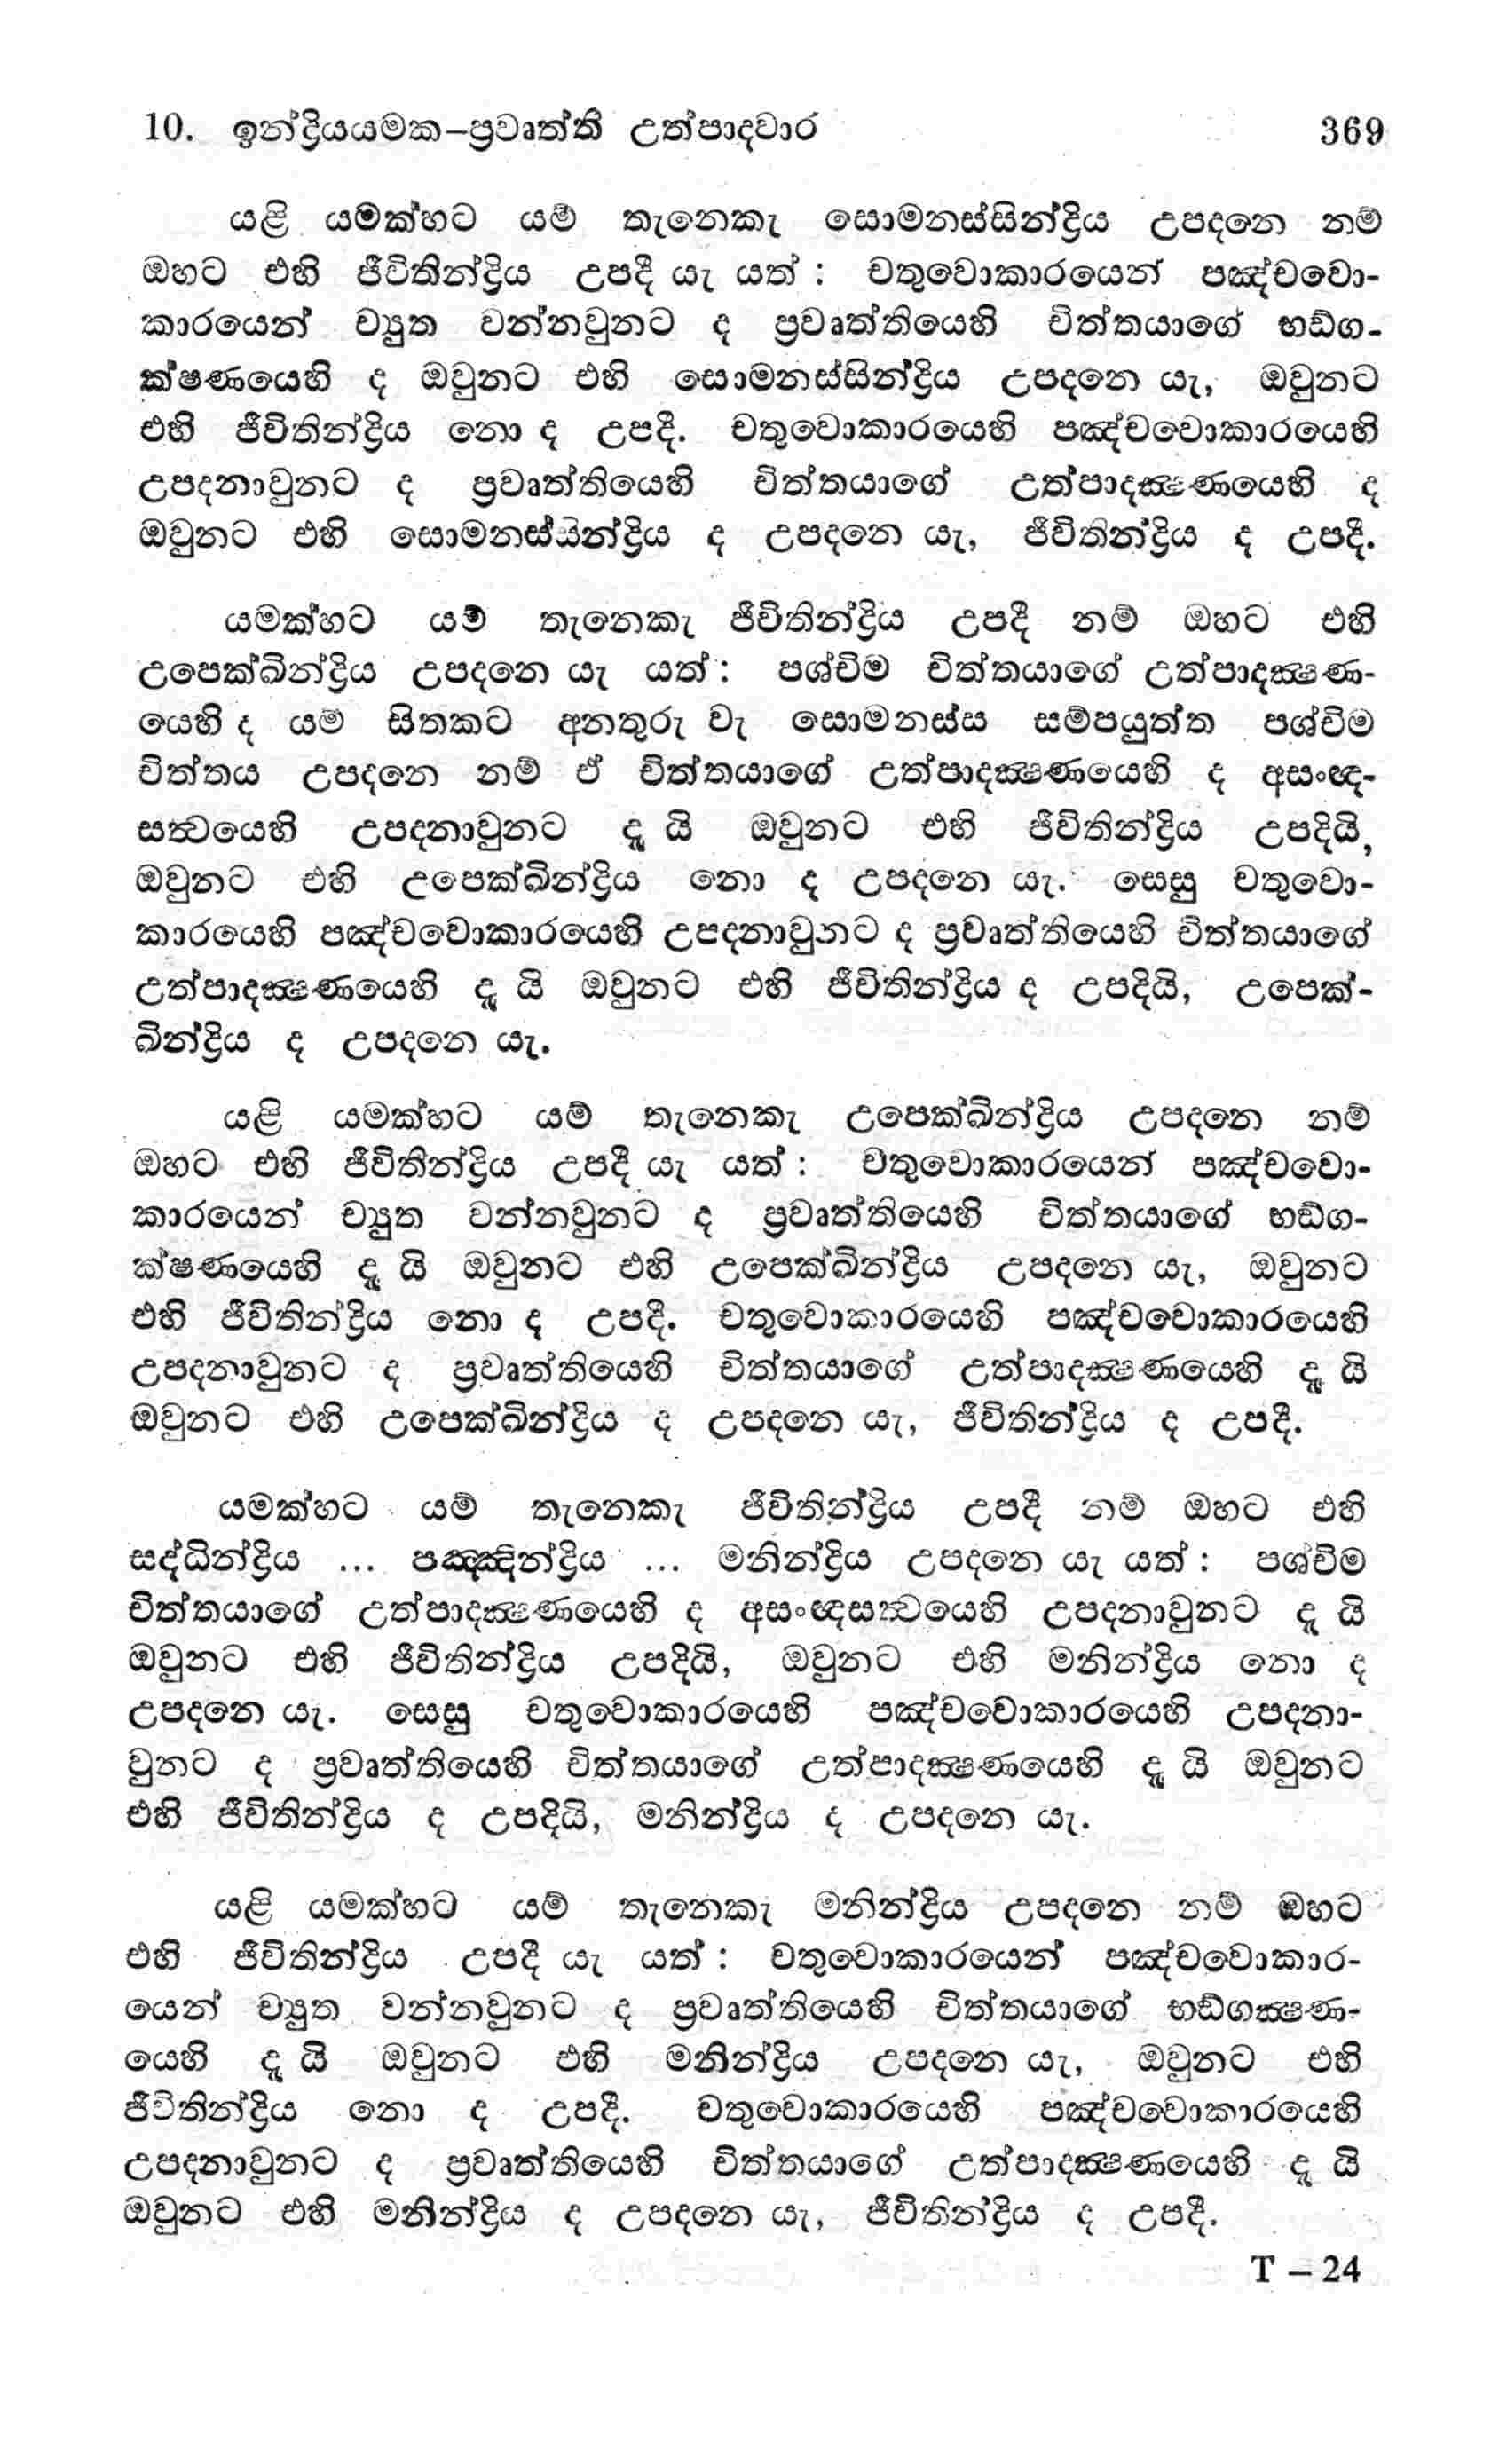 10. ඉන්ද්‍රියයමක–ප්‍රවෘත්ති උත්පාදවාර 369
යළි යමක්හට යම් තැනෙකැ සොමනස්සින්ද්‍රිය උපදනෙ නම්
ඔහට එහි ජීවිතින්ද්‍රිය උපදී යැ යත් : චතුවොකාරයෙන් පඤ්චවො-
කාරයෙන් ච්‍යුත වන්නවුනට ද ප්‍රවෘත්තියෙහි චිත්තයාගේ භඩ්ග-
ක්ෂණයෙහි ද ඔවුනට එහි සොමනස්සින්ද්‍රිය උපදනෙ යැ, ඔවුනට
එහි ජීවිතින්ද්‍රිය නො ද උපදී. චතුවොකාරයෙහි පඤ්චවොකාරයෙහි
උපදනාවුනට ද ප්‍රවෘත්තියෙහි චිත්තයාගේ උත්පාදක්‍ෂණයෙහි ද
ඔවුනට එහි සොමනස්සින්ද්‍රිය ද උපදනෙ යැ, ජීවිතින්ද්‍රිය ද උපදී.
යමක්හට යම් තැනෙකැ ජීවිතින්ද්‍රිය උපදී නම් ඔහට එහි
උපෙක්ඛින්ද්‍රිය උපදනෙ යැ යත් : පශ්චිම චිත්තයාගේ උත්පාදක්‍ෂණ-
යෙහි ද යම් සිතකට අනතුරු වැ සොමනස්ස සම්පයුත්ත පශ්චිම
චිත්තය උපදනෙ නම් ඒ චිත්තයාගේ උත්පාදක්‍ෂණයෙහි ද අසංඥ-
සත්‍වයෙහි උපදනාවුනට දැ යි ඔවුනට එහි ජීවිතින්ද්‍රිය උපදියි,
ඔවුනට එහි උපෙක්ඛින්ද්‍රිය නො ද උපදනෙ යැ. සෙසු චතුවො-
කාරයෙහි පඤ්චවොකාරයෙහි උපදනාවුනට ද ප්‍රවෘත්තියෙහි චිත්තයාගේ
උත්පාදක්‍ෂණයෙහි දැ යි ඔවුනට එහි ජීවිතින්ද්‍රිය ද උපදියි, උපෙක්-
ඛින්ද්‍රිය ද උපදනෙ යැ.
යළි යමක්හට යම් තැනෙකැ උපෙක්ඛින්ද්‍රිය උපදනෙ නම්
ඔහට එහි ජීවිතින්ද්‍රිය උපදී යැ යත් : චතුවොකාරයෙන් පඤ්චවො-
කාරයෙන් ච්‍යුත වන්නවුනට ද ප්‍රවෘත්තියෙහි චිත්තයාගේ භඩ්ග-
ක්ෂණයෙහි දැ යි ඔවුනට එහි උපෙක්ඛින්ද්‍රිය උපදනෙ යැ, ඔවුනට
එහි ජීවිතින්ද්‍රිය නො ද උපදී. චතුවොකාරයෙහි පඤ්චවොකාරයෙහි
උපදනාවුනට ද ප්‍රවෘත්තියෙහි චිත්තයාගේ උත්පාදක්‍ෂණයෙහි දැ යි
ඔවුනට එහි උපෙක්ඛින්ද්‍රිය ද උපදනෙ යැ, ජීවිතින්ද්‍රිය ද උපදී.
යමක්හට යම් තැනෙකැ ජීවිතින්ද්‍රිය උපදී නම් ඔහට එහි
සද්ධින්ද්‍රිය ... පඤ්ඤින්ද්‍රිය ... මනින්ද්‍රිය උපදනෙ යැ යත් : පශ්චිම
චිත්තයාගේ උත්පාදක්‍ෂණයෙහි ද අසංඥසත්‍වයෙහි උපදනාවුනට දැ යි
ඔවුනට එහි ජීවිතින්ද්‍රිය උපදියි, ඔවුනට එහි මනින්ද්‍රිය නො ද
උපදනෙ යැ. සෙසු චතුවොකාරයෙහි පඤ්චවොකාරයෙහි උපදනා-
වුනට ද ප්‍රවෘත්තියෙහි චිත්තයාගේ උත්පාදක්‍ෂණයෙහි දැ යි ඔවුනට
එහි ජීවිතින්ද්‍රිය ද උපදියි, මනින්ද්‍රිය ද උපදනෙ යැ.
යළි යමක්හට යම් තැනෙකැ මනින්ද්‍රිය උපදනෙ නම් ඔහට
එහි ජීවිතින්ද්‍රිය උපදී යැ යත් : චතුවොකාරයෙන් පඤ්චවොකාර-
යෙන් ච්‍යුත වන්නවුනට ද ප්‍රවෘත්තියෙහි චිත්තයාගේ භඩ්ගක්‍ෂණ-
යෙහි දැ යි ඔවුනට එහි මනින්ද්‍රිය උපදනෙ යැ, ඔවුනට එහි
ජීවිතින්ද්‍රිය නො ද උපදී. චතුවොකාරයෙහි පඤ්චවොකාරයෙහි
උපදනාවුනට ද ප්‍රවෘත්තියෙහි චිත්තයාගේ උත්පාදක්‍ෂණයෙහි දැ යි
ඔවුනට එහි මනින්ද්‍රිය ද උපදනෙ යැ, ජීවිතින්ද්‍රිය ද උපදී.
T – 24